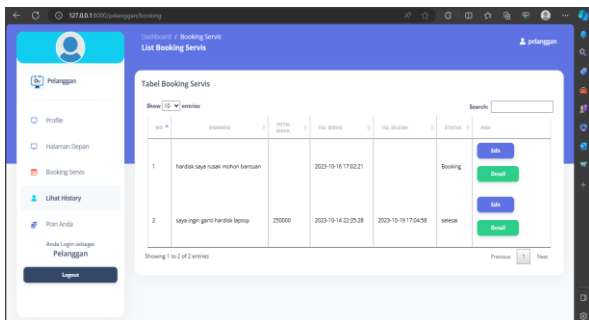 127.0.0.1:8000/pelanggan/booking
Dashboard / Booking Servis
List Booking Servis
pelanggan
Pelanggan
Profile
Halaman Depan
Booking Servis
Lihat History
Poin Anda
Anda Login sebagai
Pelanggan
Logout
Tabel Booking Servis
Show 10 entries
Search:
NO DESKRIPSI TOTAL BIAYA TGL SERVIS TGL SELESAI STATUS AKSI
1 hardisk saya rusak mohon bantuan 2023-10-16 17:02:21 Booking Edit
Detail
2 saya ingin ganti hardisk laptop 250000 2023-10-14 22:35:28 2023-10-19 17:04:58 selesai Edit
Detail
Showing 1 to 2 of 2 entries
Previous 1 Next